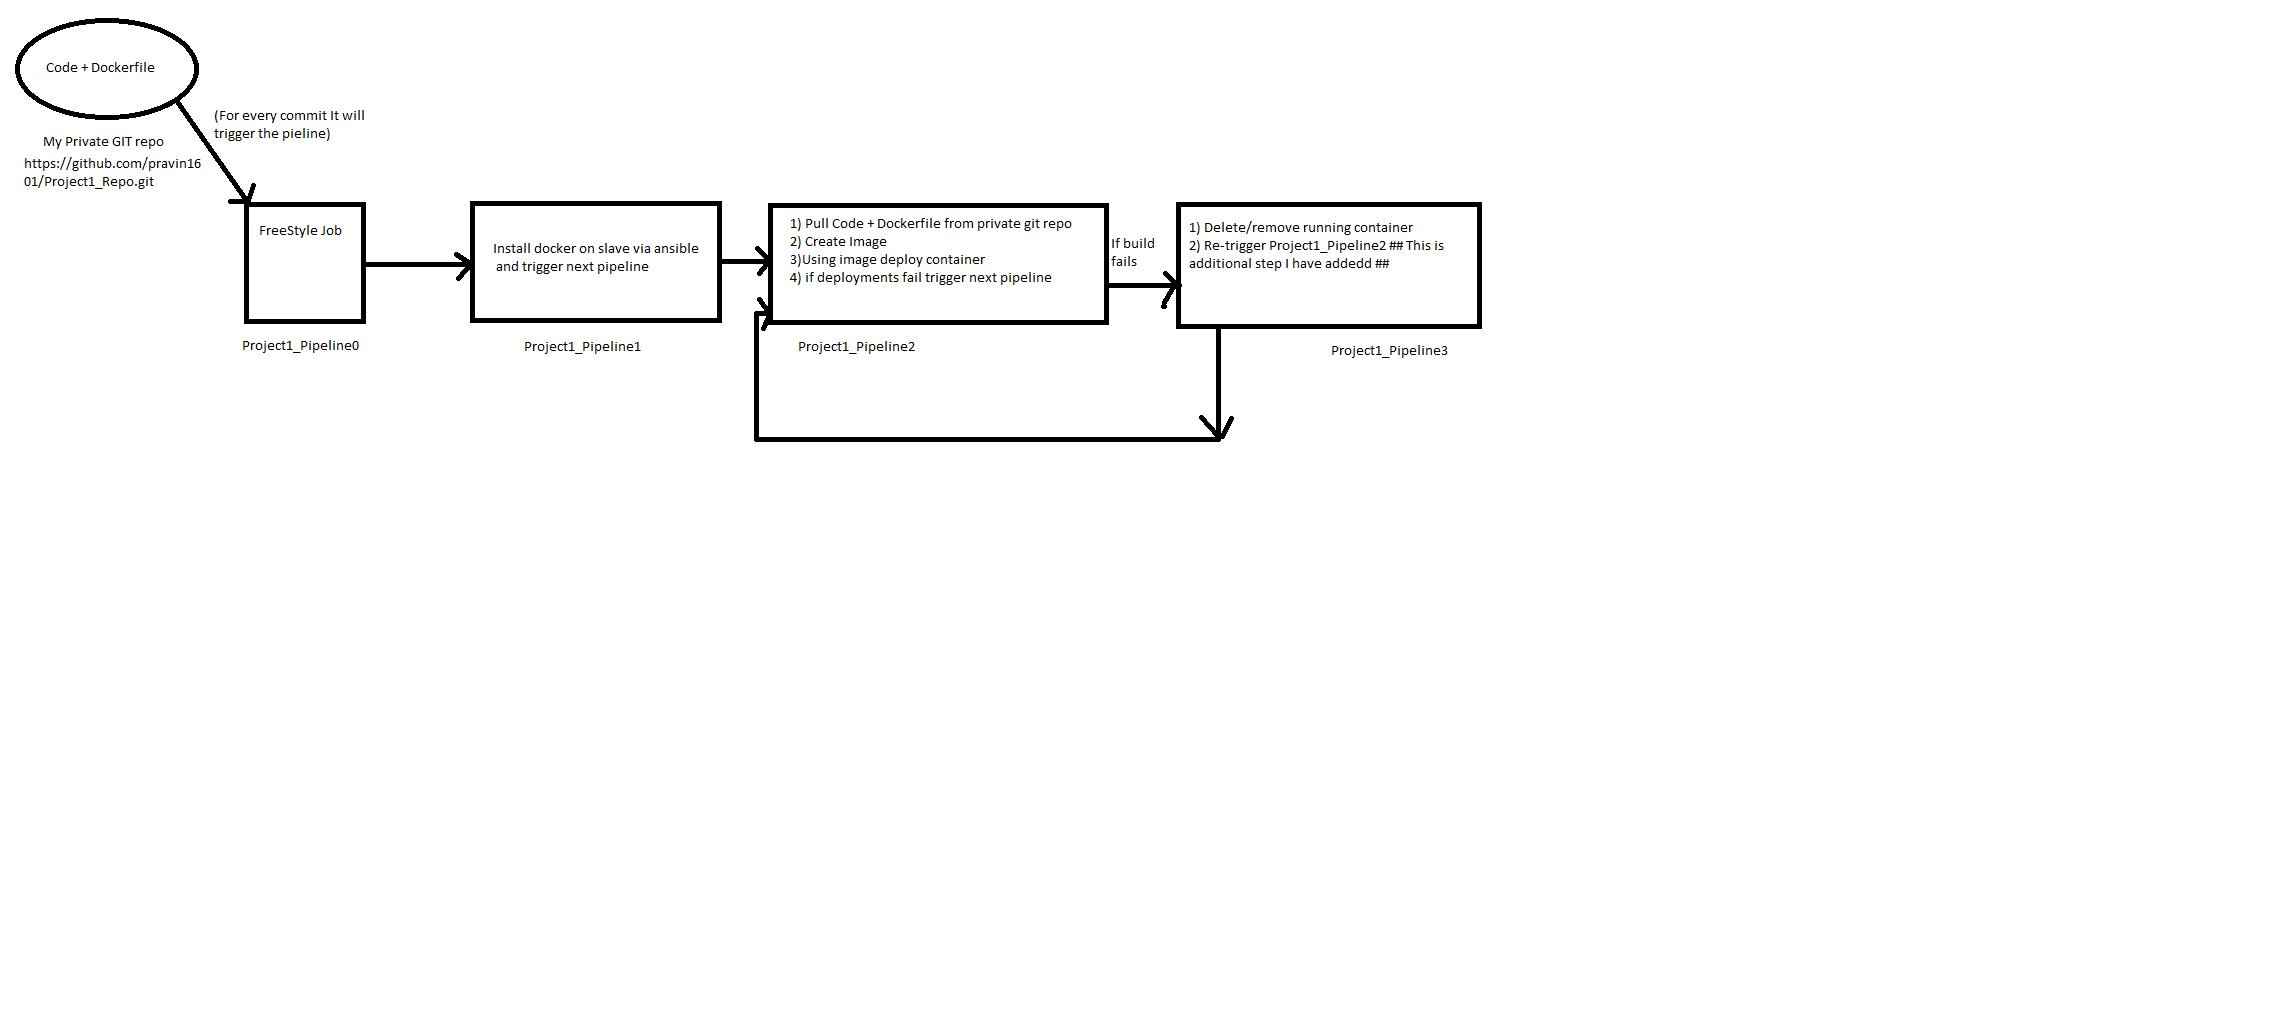 Code + Dockerfile
(For every commit It will
trigger the pieline)
My Private GIT repo
https://github.com/pravin16
01/Project1_Repo.git
FreeStyle Job
Project1_Pipeline0
Install docker on slave via ansible
and trigger next pipeline
Project1_Pipeline1
1) Pull Code + Dockerfile from private git repo
2) Create Image
3)Using image deploy container
4) if deployments fail trigger next pipeline
Project1_Pipeline2
If build
fails
1) Delete/remove running container
2) Re-trigger Project1_Pipeline2 ## This is
additional step I have addedd ##
Project1_Pipeline3